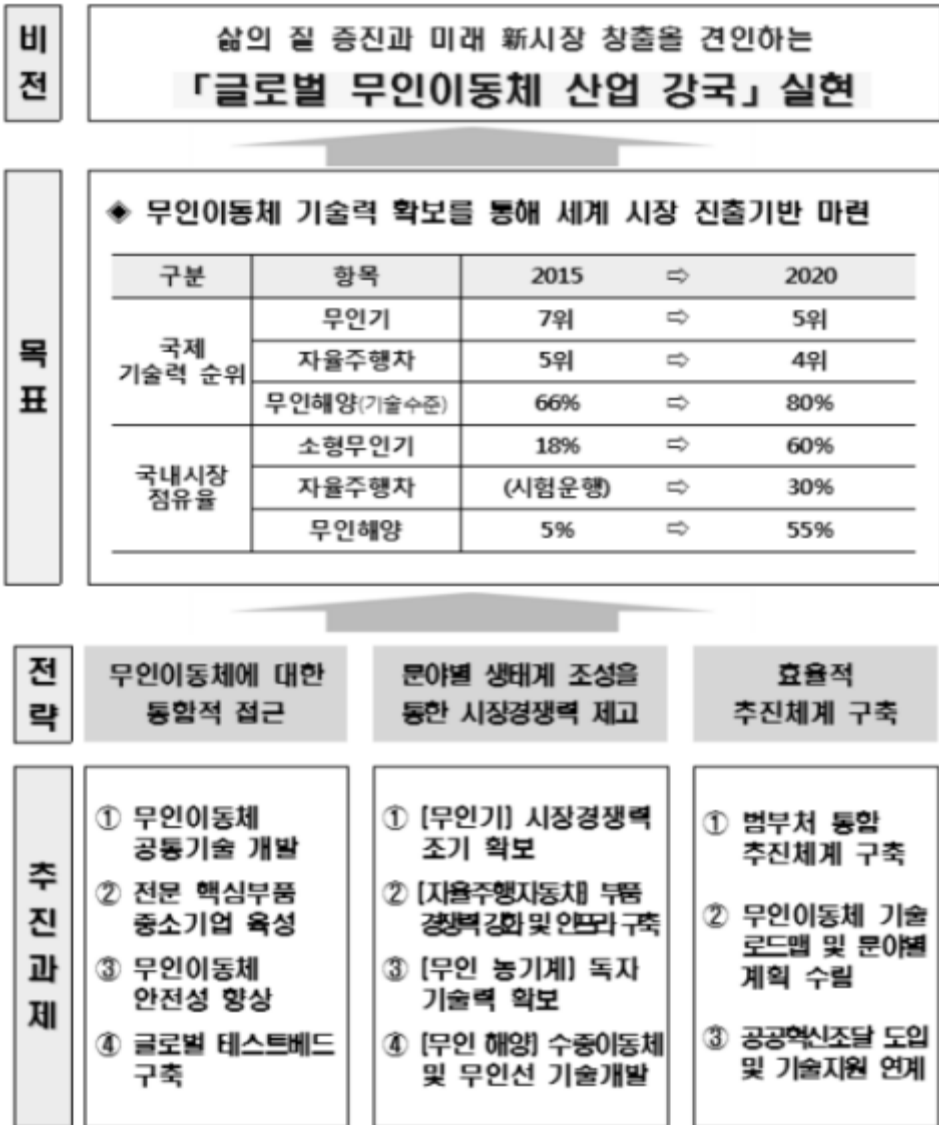 비전
삶의 질 증진과 미래 新시장 창출을 견인하는
「글로벌 무인이동체 산업 강국」 실현
목표
◈ 무인이동체 기술력 확보를 통해 세계 시장 진출기반 마련
구분 항목 2015 ⇨ 2020
국제
기술력 순위
무인기 7위 ⇨ 5위
자율주행차 5위 ⇨ 4위
무인해양(기술수준) 66% ⇨ 80%
국내시장
점유율
소형무인기 18% ⇨ 60%
자율주행차 (시험운행) ⇨ 30%
무인해양 5% ⇨ 55%
전략
무인이동체에 대한
통합적 접근
분야별 생태계 조성을
통한 시장경쟁력 제고
효율적
추진체계 구축
추진과제
① 무인이동체
공통기술 개발
② 전문 핵심부품
중소기업 육성
③ 무인이동체
안전성 향상
④ 글로벌 테스트베드
구축
① [무인기] 시장경쟁력
조기 확보
② [자율주행자동차] 부품
경쟁력 강화 및 인프라 구축
③ [무인 농기계] 독자
기술력 확보
④ [무인 해양] 수중이동체
및 무인선 기술개발
① 범부처 통합
추진체계 구축
② 무인이동체 기술
로드맵 및 분야별
계획 수립
③ 공공혁신조달 도입
및 기술지원 연계